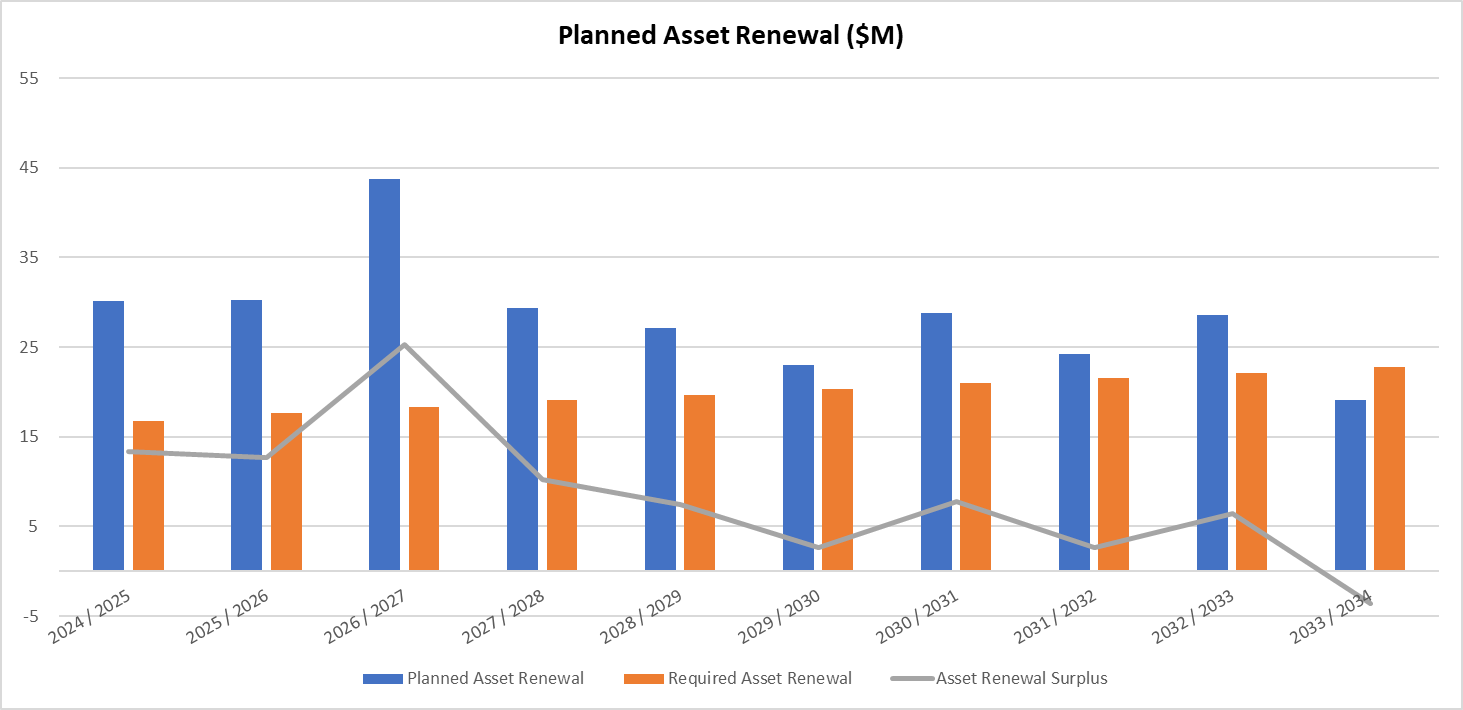 Planned Asset Renewal ($M)
55
45
35
25
15
5
-5
2024 / 2025
2025 / 2026
2026 / 2027
2027 / 2028
2028 / 2029
2029 / 2030
2030 / 2031
2031 / 2032
2032 / 2033
2033 / 2034
Planned Asset Renewal
Required Asset Renewal
Asset Renewal Surplus